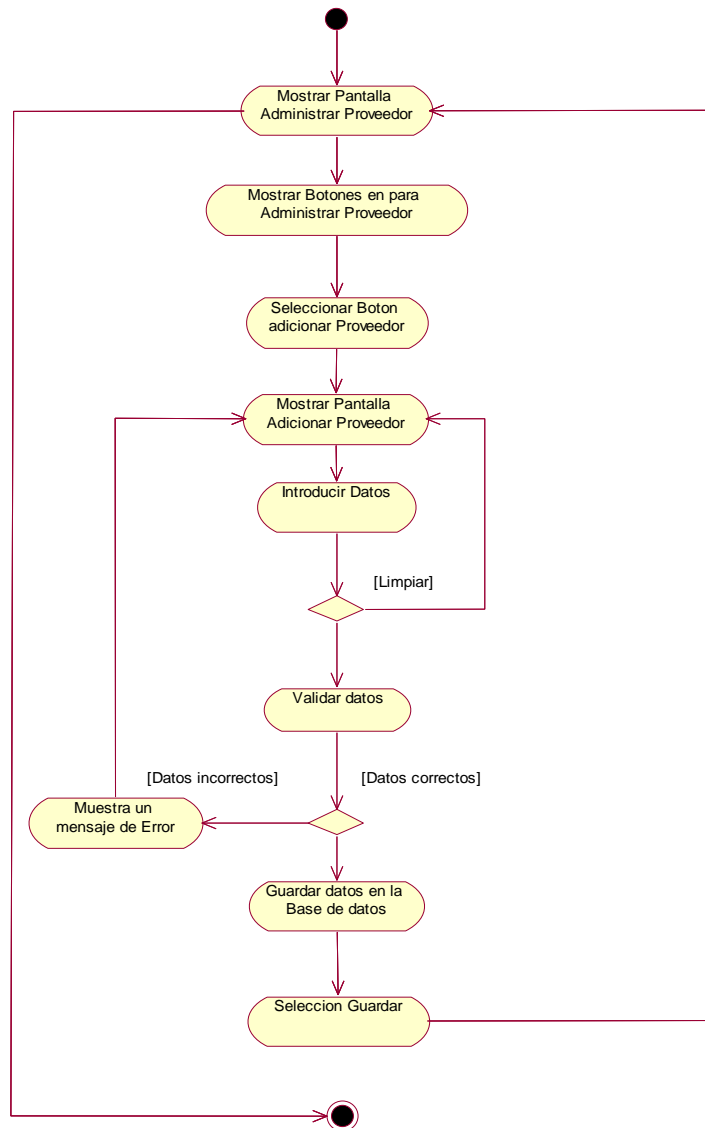 Mostrar Pantalla
Administrar Proveedor
Mostrar Botones en para
Administrar Proveedor
Seleccionar Boton
adicionar Proveedor
Mostrar Pantalla
Adicionar Proveedor
Introducir Datos
[Limpiar]
Validar datos
[Datos incorrectos]
[Datos correctos]
Muestra un
mensaje de Error
Guardar datos en la
Base de datos
Seleccion Guardar